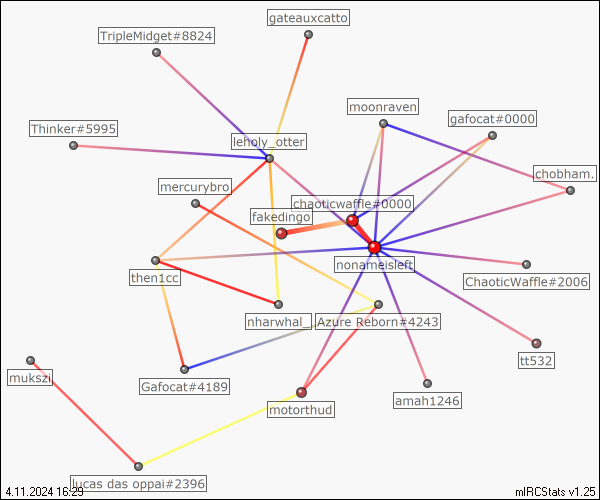 gateauxcatto
TripleMidget#8824
moonraven
gafocat#0000
Thinker#5995
leholy_otter
chobham.
mercurybro
chaoticwaffle#0000
fakedingo
nonameisleft
then1cc
ChaoticWaffle#2006
nharwhal_
Azure Reborn#4243
tt532
mukszi
Gafocat#4189
amah1246
motorthud
lucas das oppai#2396
4.11.2024 16:29
mIRCStats v1.25